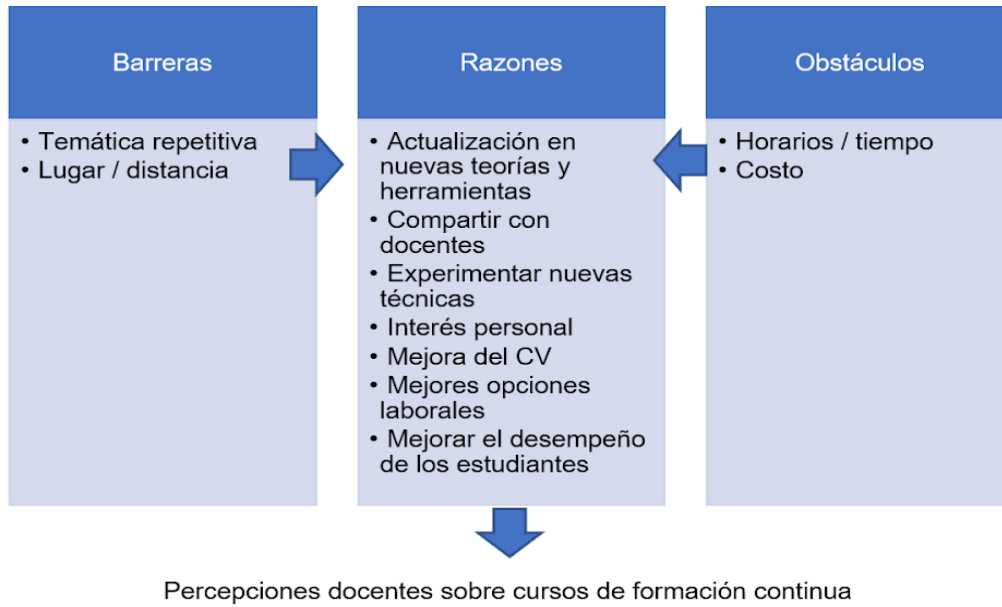 Barreras
• Temática repetitiva
• Lugar / distancia
Razones
• Actualización en
nuevas teorías y
herramientas
• Compartir con
docentes
• Experimentar nuevas
técnicas
• Interés personal
• Mejora del CV
• Mejores opciones
laborales
• Mejorar el desempeño
de los estudiantes
Obstáculos
• Horarios / tiempo
• Costo
Percepciones docentes sobre cursos de formación continua